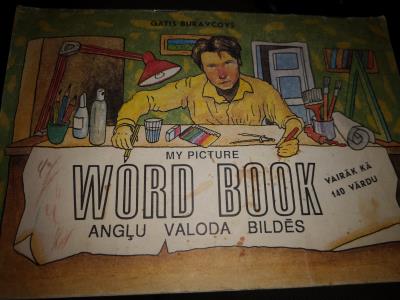 GATIS BURAVCOVS
MY PICTURE
WORD BOOK
ANGĻU VALODA BILDĒS
VAIRĀK KĀ
140 VĀRDU